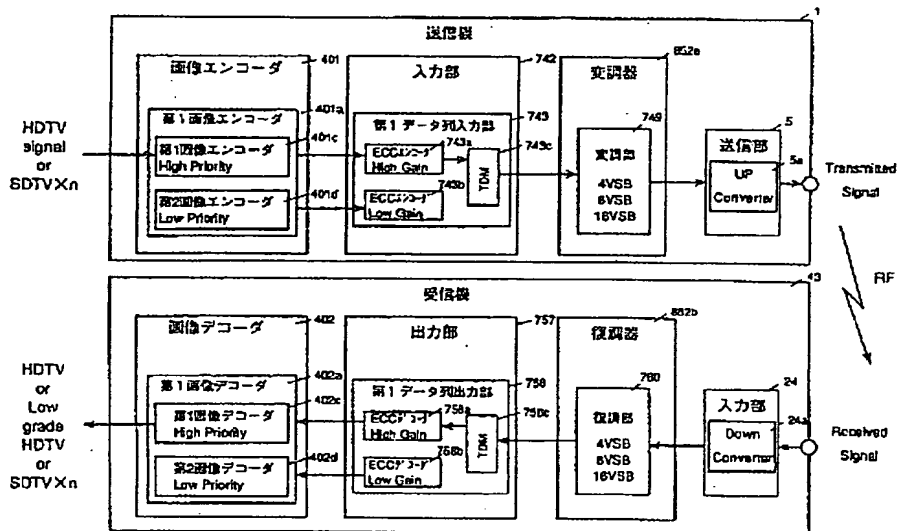 1
送信機
画像エンコーダ
401
入力部
742
変調器
852a
HDTV
signal
or
SDTV×n
第1画像エンコーダ
401a
第1画像エンコーダ
High Priority
401c
第2画像エンコーダ
Low Priority
401d
第1 データ列入力部
743
ECCエンコーダ
High Gain
743a
ECCエンコーダ
Low Gain
743b
TDM
743c
749
変調部
4VSB
8VSB
16VSB
送信部
5
UP
Converter
5a
Transmitted
Signal
RF
受信機
43
画像デコーダ
402
出力部
757
復調器
852b
HDTV
or
Low
grade
HDTV
or
SDTV×n
第1画像デコーダ
402a
第1画像デコーダ
High Priority
402c
第2画像デコーダ
Low Priority
402d
第1 データ列出力部
758
ECCデコーダ
High Gain
758a
ECCデコーダ
Low Gain
758b
TDM
758c
760
復調部
4VSB
8VSB
16VSB
入力部
24
Down
Converter
24a
Received
Signal